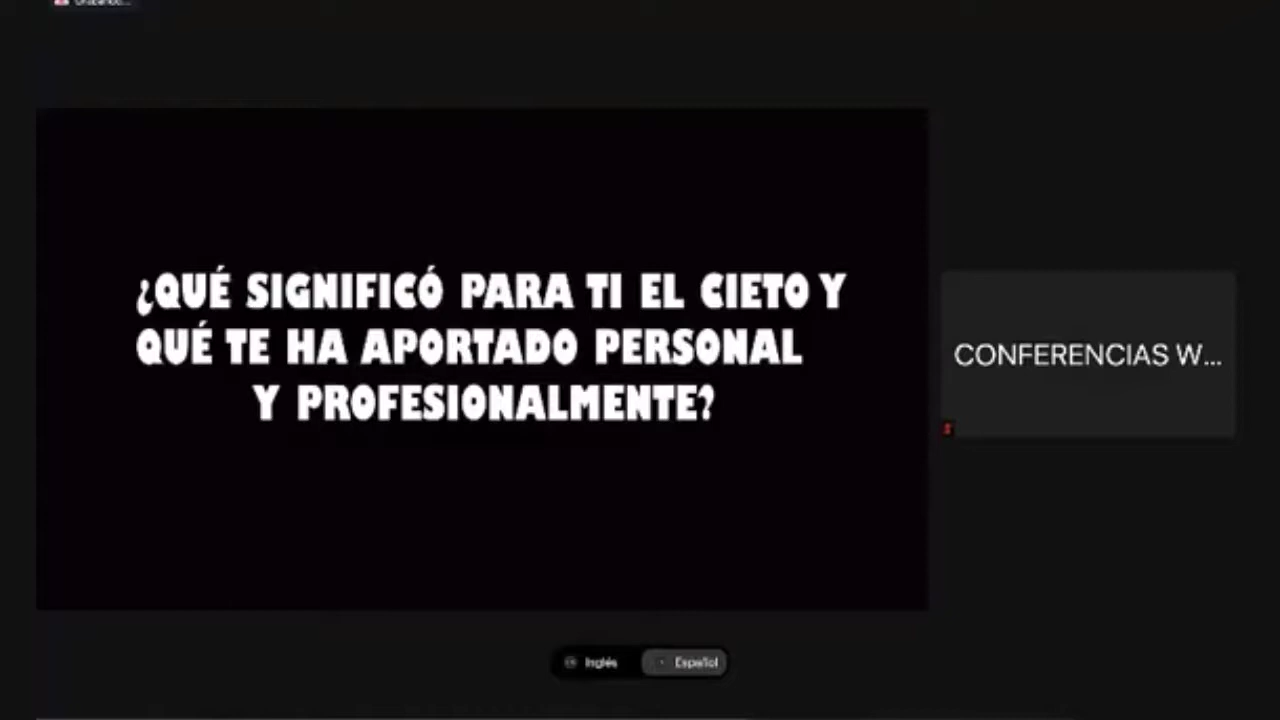 ¿QUÉ SIGNIFICÓ PARA TI EL CIETO Y
QUÉ TE HA APORTADO PERSONAL
Y PROFESIONALMENTE?
CONFERENCIAS W...
Inglés
Español